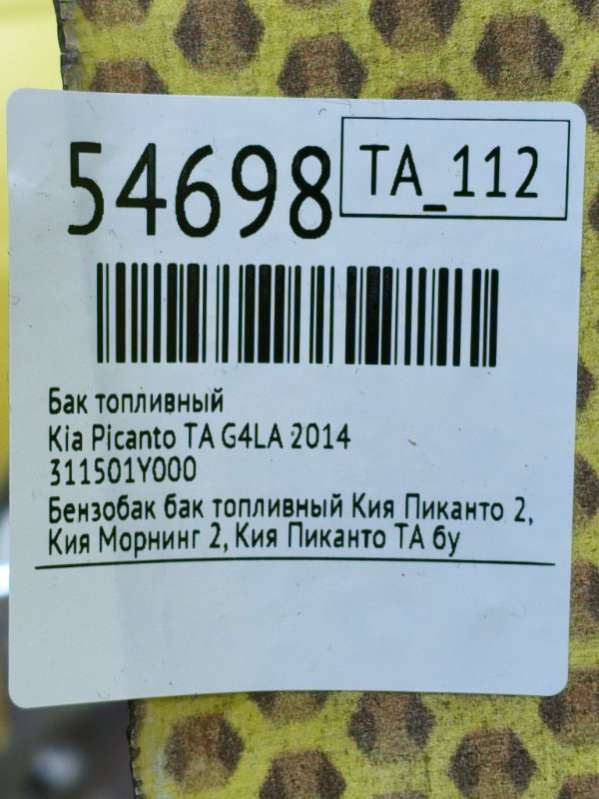 54698
TA_112
Бак топливный
Kia Picanto TA G4LA 2014
311501Y000
Бензобак бак топливный Кия Пиканто 2,
Кия Морнинг 2, Кия Пиканто ТА бу